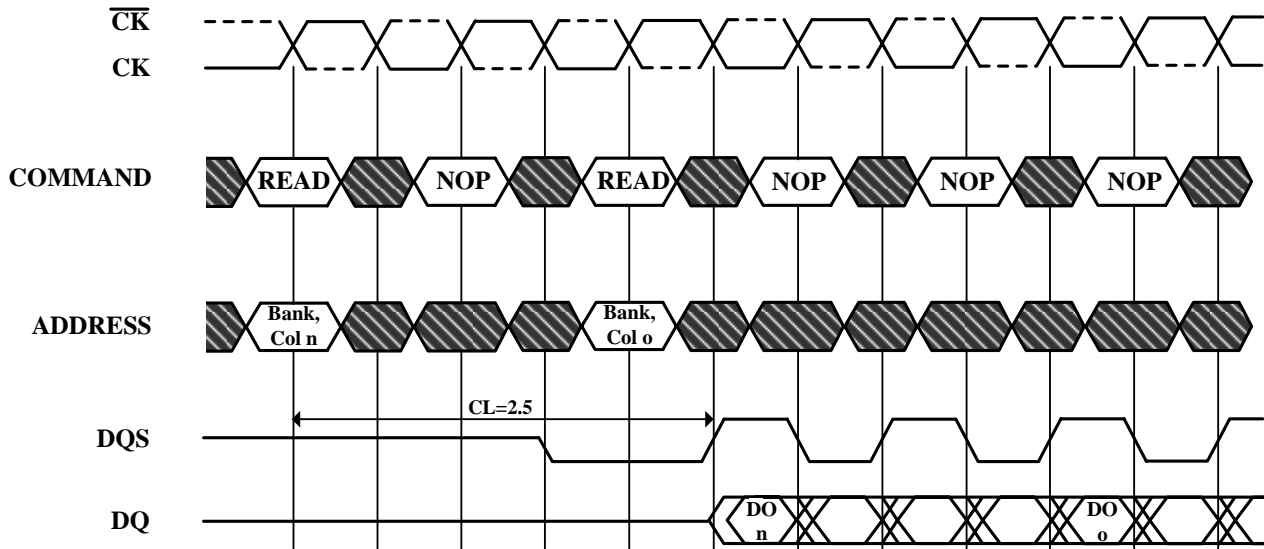 CK
CK
COMMAND
READ
NOP
READ
NOP
NOP
NOP
ADDRESS
Bank,
Col n
Bank,
Col o
CL=2.5
DQS
DQ
DO
n
DO
o